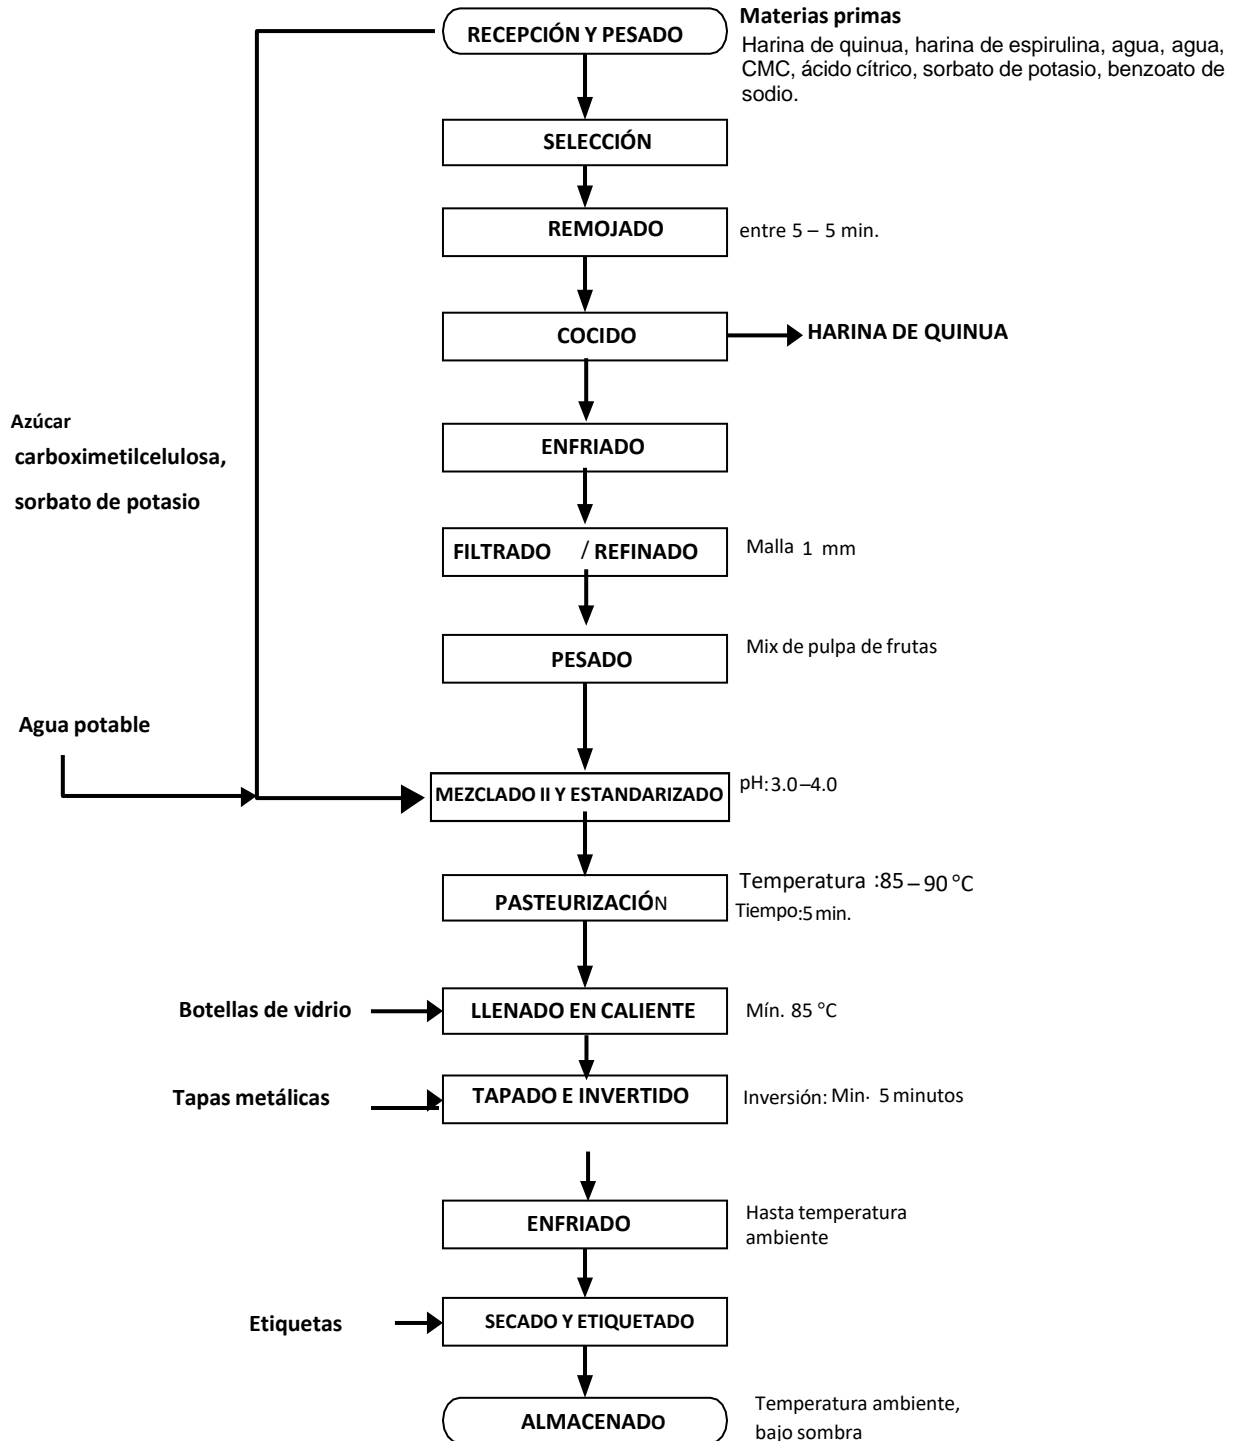 RECEPCIÓN Y PESADO
Materias primas
Harina de quinua, harina de espirulina, agua, agua,
CMC, ácido cítrico, sorbato de potasio, benzoato de
sodio.
SELECCIÓN
REMOJADO
entre 5 – 5 min.
COCIDO
HARINA DE QUINUA
Azúcar
carboximetilcelulosa,
sorbato de potasio
ENFRIADO
FILTRADO / REFINADO
Malla 1 mm
PESADO
Mix de pulpa de frutas
Agua potable
MEZCLADO II Y ESTANDARIZADO
pH:3.0–4.0
PASTEURIZACIÓN
Temperatura :85–90 °C
Tiempo:5 min.
Botellas de vidrio
LLENADO EN CALIENTE
Mín. 85 °C
Tapas metálicas
TAPADO E INVERTIDO
Inversión: Min. 5 minutos
ENFRIADO
Hasta temperatura
ambiente
Etiquetas
SECADO Y ETIQUETADO
ALMACENADO
Temperatura ambiente,
bajo sombra